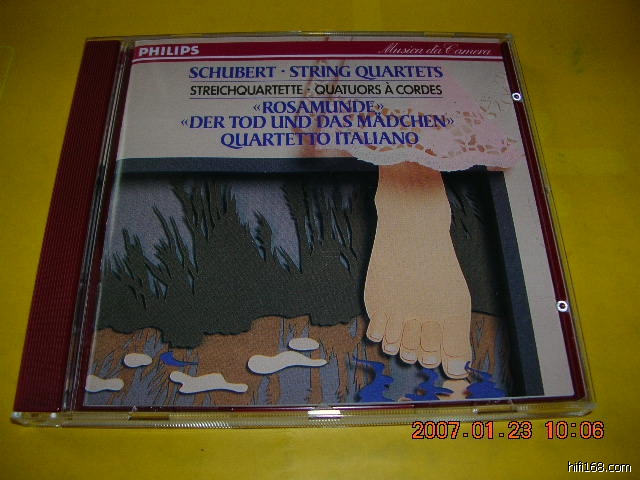 PHILIPS Musica da Camera
SCHUBERT · STRING QUARTETS
STREICHQUARTETTE · QUATUORS À CORDES
«ROSAMUNDE»
«DER TOD UND DAS MÄDCHEN»
QUARTETTO ITALIANO
2007.01.23 10:06
hifi168.com